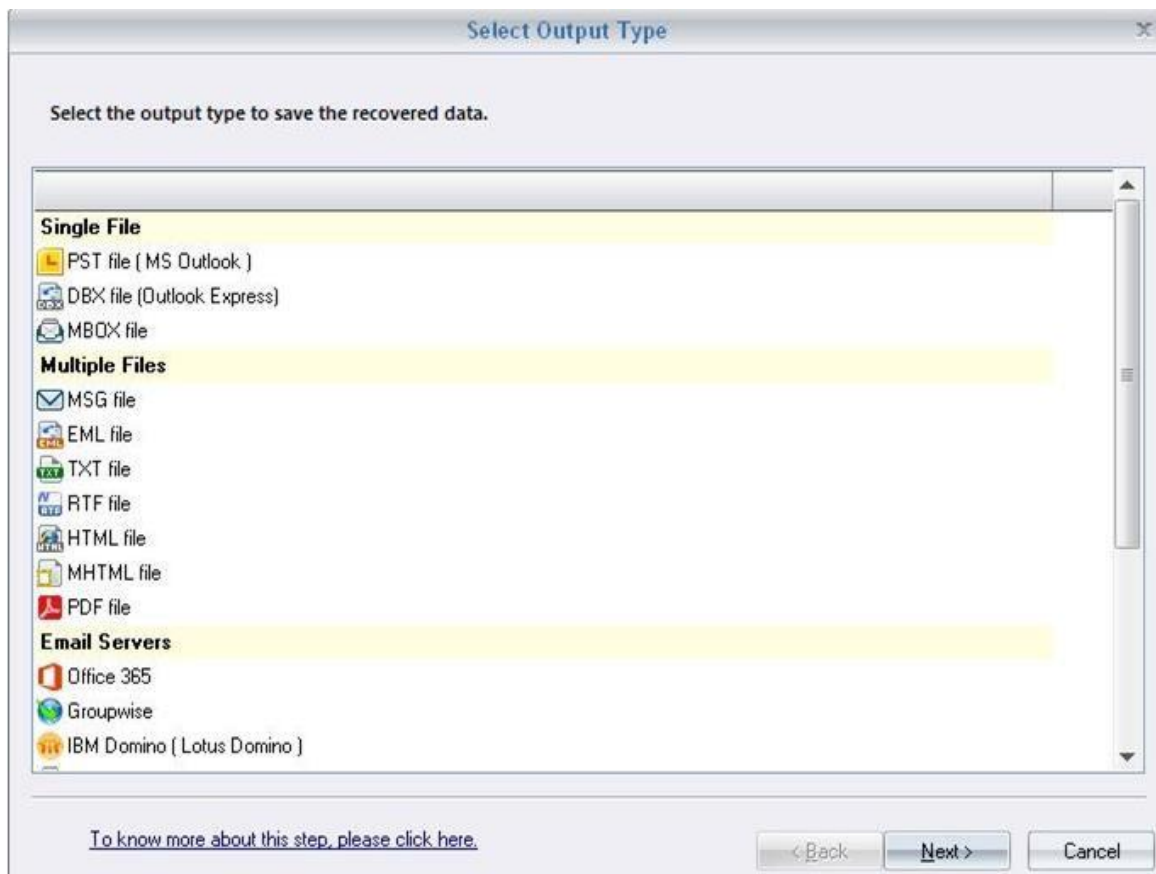 Select Output Type
Select the output type to save the recovered data.
Single File
PST file ( MS Outlook )
DBX file (Outlook Express)
MBOX file
Multiple Files
MSG file
EML file
TXT file
RTF file
HTML file
MHTML file
PDF file
Email Servers
Office 365
Groupwise
IBM Domino ( Lotus Domino )
To know more about this step, please click here.
< Back
Next >
Cancel